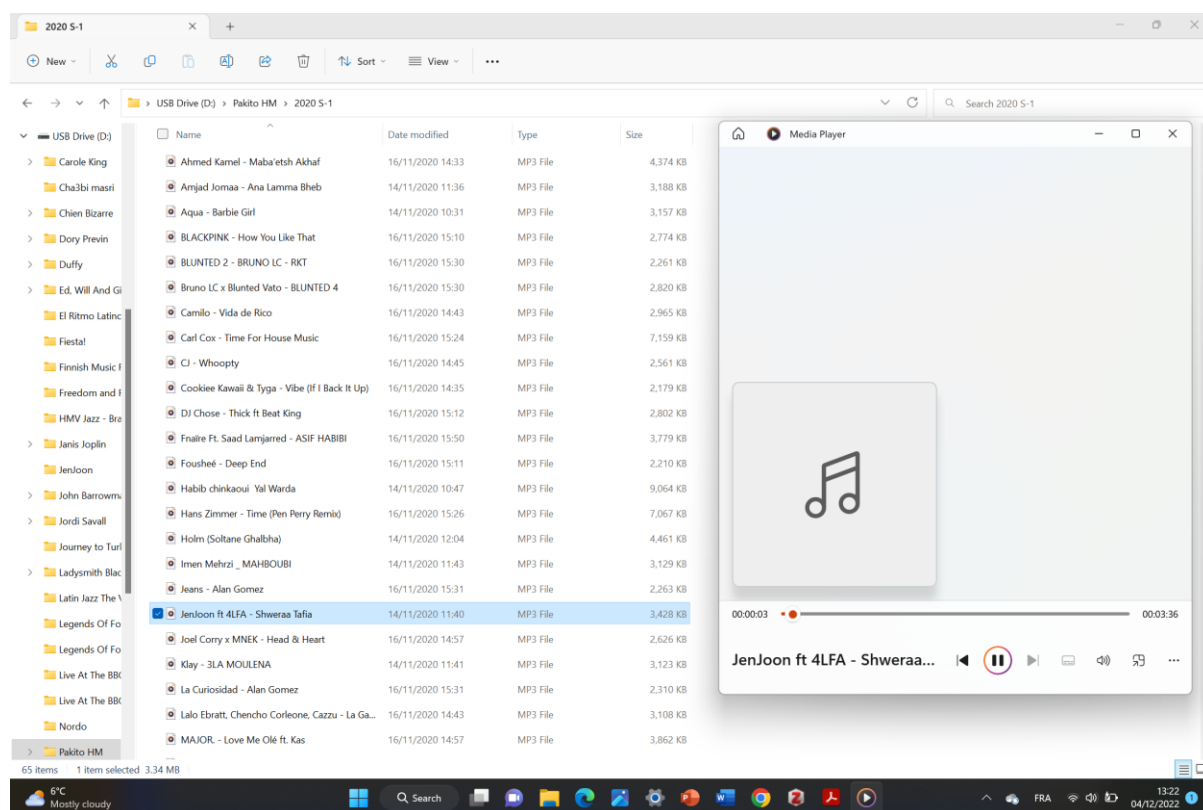 2020 S-1
New
Sort
View
USB Drive (D:) > Pakito HM > 2020 S-1
Search 2020 S-1
USB Drive (D:)
Carole King
Cha3bi masri
Chien Bizarre
Dory Previn
Duffy
Ed, Will And Gi
El Ritmo Latinc
Fiesta!
Finnish Music F
Freedom and F
HMV Jazz - Bra
Janis Joplin
JenJoon
John Barrowm
Jordi Savall
Journey to Turl
Ladysmith Blac
Latin Jazz The V
Legends Of Fo
Legends Of Fo
Live At The BBC
Live At The BBC
Nordo
Pakito HM
Name Date modified Type Size
Ahmed Kamel - Maba'etsh Akhaf 16/11/2020 14:33 MP3 File 4,374 KB
Amjad Jomaa - Ana Lamma Bheb 14/11/2020 11:36 MP3 File 3,188 KB
Aqua - Barbie Girl 14/11/2020 10:31 MP3 File 3,157 KB
BLACKPINK - How You Like That 16/11/2020 15:10 MP3 File 2,774 KB
BLUNTED 2 - BRUNO LC - RKT 16/11/2020 15:30 MP3 File 2,261 KB
Bruno LC x Blunted Vato - BLUNTED 4 16/11/2020 15:30 MP3 File 2,820 KB
Camilo - Vida de Rico 16/11/2020 14:43 MP3 File 2,965 KB
Carl Cox - Time For House Music 16/11/2020 15:24 MP3 File 7,159 KB
CJ - Whoopty 16/11/2020 14:45 MP3 File 2,561 KB
Cookiee Kawaii & Tyga - Vibe (If I Back It Up) 16/11/2020 14:35 MP3 File 2,179 KB
DJ Chose - Thick ft Beat King 16/11/2020 15:12 MP3 File 2,802 KB
Fnaïre Ft. Saad Lamjarred - ASIF HABIBI 16/11/2020 15:50 MP3 File 3,779 KB
Fousheé - Deep End 16/11/2020 15:11 MP3 File 2,210 KB
Habib chinkaoui Yal Warda 14/11/2020 10:47 MP3 File 9,064 KB
Hans Zimmer - Time (Pen Perry Remix) 16/11/2020 15:26 MP3 File 7,067 KB
Holm (Soltane Ghalbha) 14/11/2020 12:04 MP3 File 4,461 KB
Imen Mehrzi _ MAHBOUBI 14/11/2020 11:43 MP3 File 3,129 KB
Jeans - Alan Gomez 16/11/2020 15:31 MP3 File 2,263 KB
JenJoon ft 4LFA - Shweraa Tafia 14/11/2020 11:40 MP3 File 3,428 KB
Joel Corry x MNEK - Head & Heart 16/11/2020 14:57 MP3 File 2,626 KB
Klay - 3LA MOULENA 14/11/2020 11:41 MP3 File 3,123 KB
La Curiosidad - Alan Gomez 16/11/2020 15:31 MP3 File 2,310 KB
Lalo Ebratt, Chencho Corleone, Cazzu - La Ga... 16/11/2020 14:43 MP3 File 3,108 KB
MAJOR. - Love Me Olé ft. Kas 16/11/2020 14:57 MP3 File 3,862 KB
Media Player
00:00:03 00:03:36
JenJoon ft 4LFA - Shweraa...
65 items 1 item selected 3.34 MB
6°C
Mostly cloudy
Search
FRA
13:22
04/12/2022
1